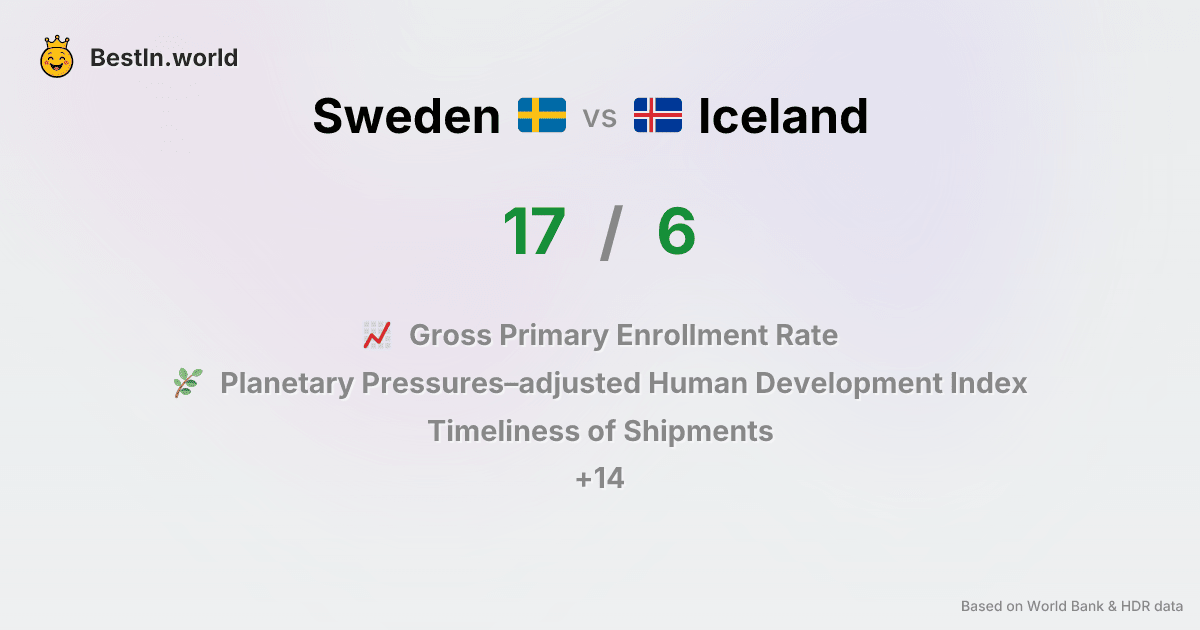 BestIn.world
Sweden vs Iceland
17 / 6
Gross Primary Enrollment Rate
Planetary Pressures–adjusted Human Development Index
Timeliness of Shipments
+14
Based on World Bank & HDR data